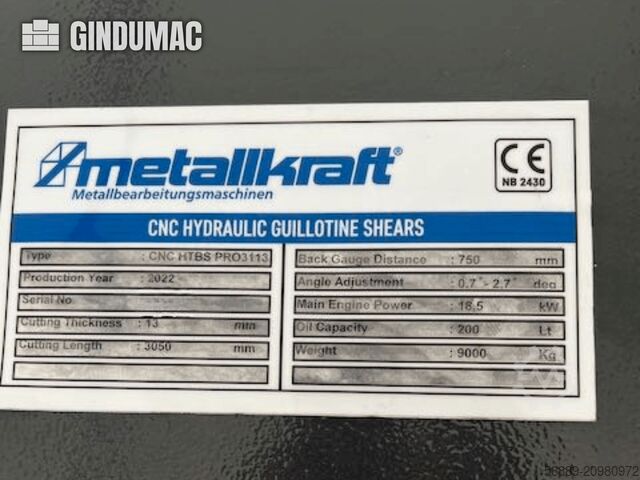 GINDUMAC
metallkraft®
Metallbearbeitungsmaschinen
CE
NB 2430
CNC HYDRAULIC GUILLOTINE SHEARS
Type : CNC HTBS PRO3113
Production Year : 2022
Serial No
Cutting Thickness : 13 mm
Cutting Length : 3050 mm
Back Gauge Distance : 750 mm
Angle Adjustment : 0.7° - 2.7° deg
Main Engine Power : 18,5 kW
Oil Capacity : 200 Lt
Weight : 9000 Kg
-20980972